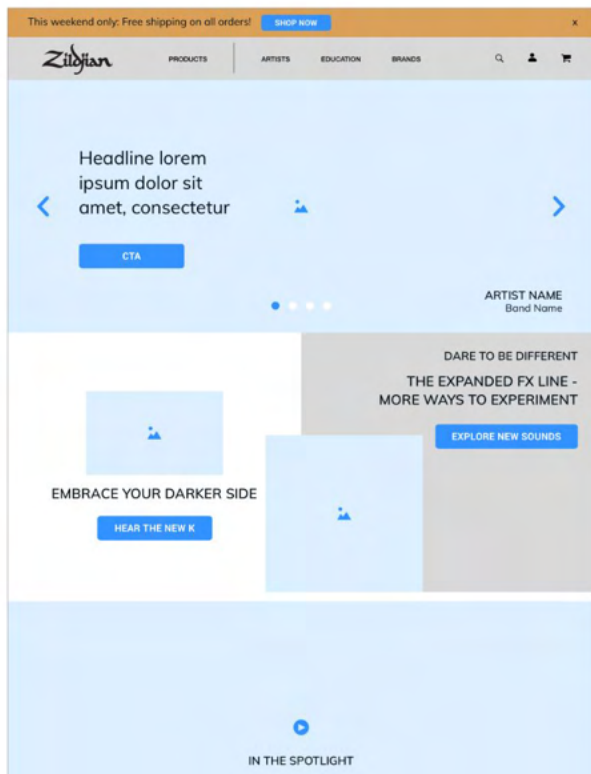 This weekend only: Free shipping on all orders! SHOP NOW x
Zildjian PRODUCTS ARTISTS EDUCATION BRANDS
Headline lorem
ipsum dolor sit
amet, consectetur
CTA
ARTIST NAME
Band Name
DARE TO BE DIFFERENT
THE EXPANDED FX LINE -
MORE WAYS TO EXPERIMENT
EXPLORE NEW SOUNDS
EMBRACE YOUR DARKER SIDE
HEAR THE NEW K
IN THE SPOTLIGHT